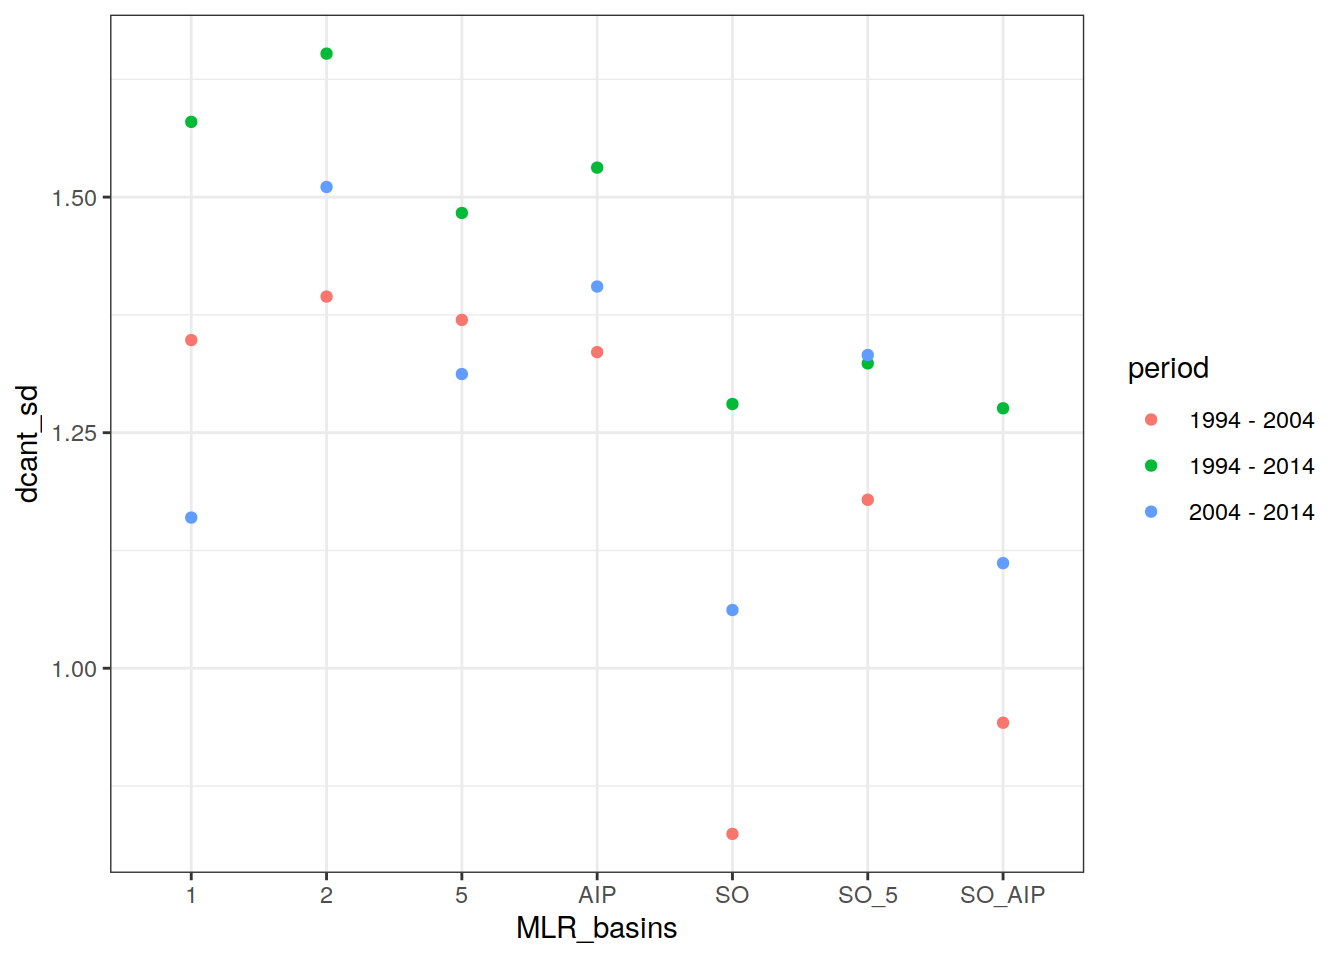 dcant_sd
1.50
1.25
1.00
1 2 5 AIP SO SO_5 SO_AIP
MLR_basins
period
1994 - 2004
1994 - 2014
2004 - 2014